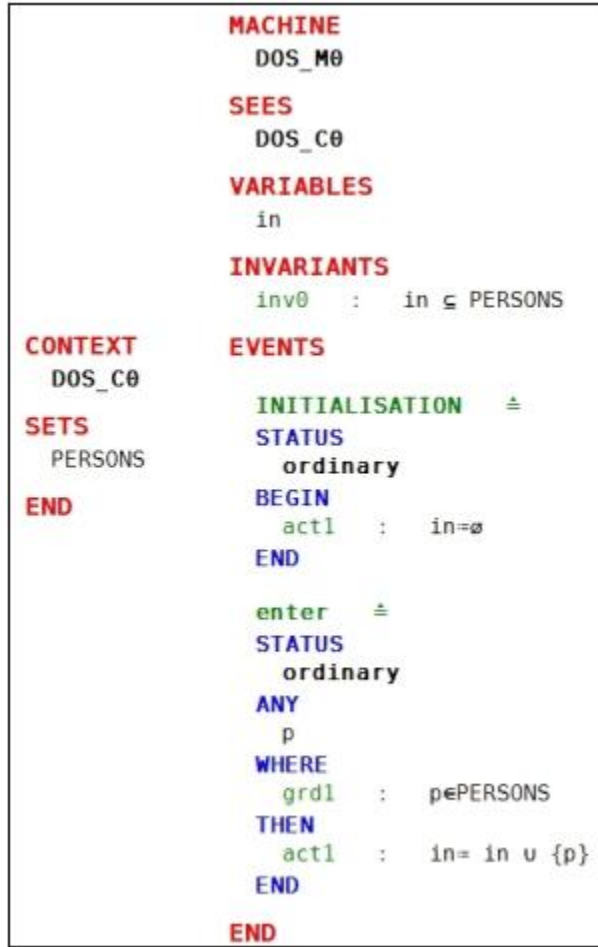 CONTEXT
DOS_C0
SETS
PERSONS
END
MACHINE
DOS_M0
SEES
DOS_C0
VARIABLES
in
INVARIANTS
inv0 : in ⊆ PERSONS
EVENTS
INITIALISATION ≙
STATUS
ordinary
BEGIN
act1 : in≔∅
END
enter ≙
STATUS
ordinary
ANY
p
WHERE
grd1 : p∈PERSONS
THEN
act1 : in≔ in ∪ {p}
END
END